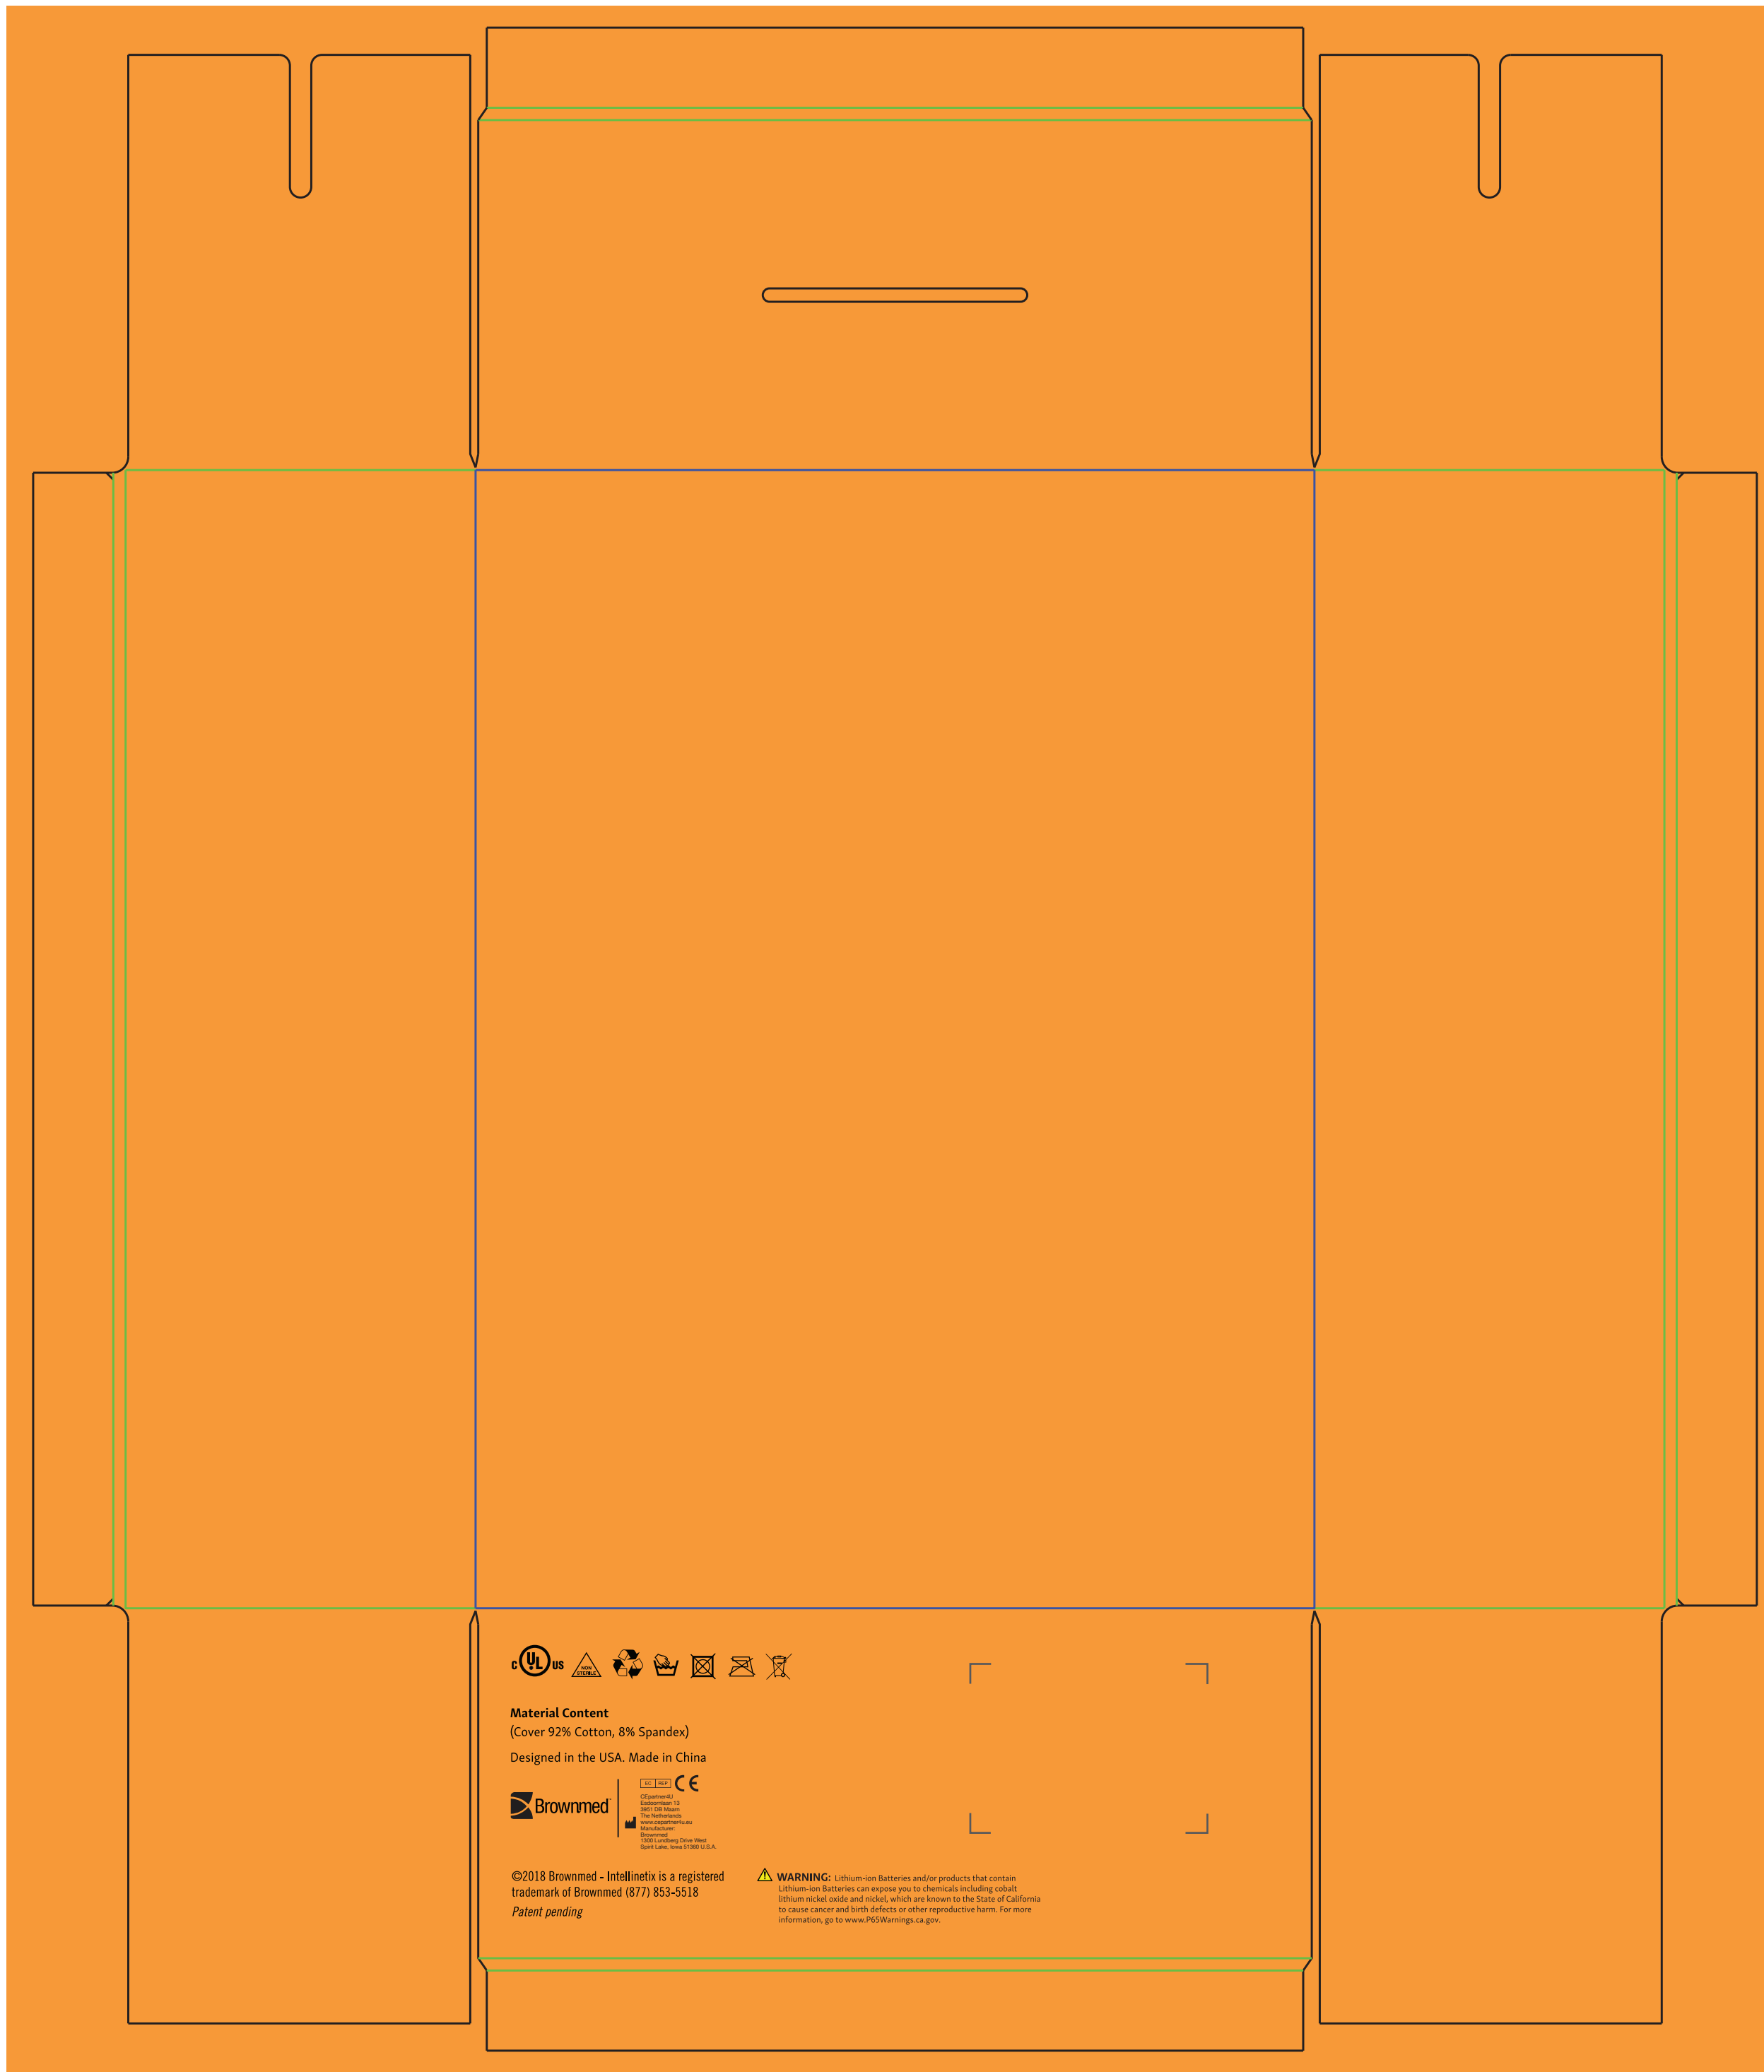 C UL US
NON
STERILE
Material Content
(Cover 92% Cotton, 8% Spandex)
Designed in the USA. Made in China
EC REP CE
Brownmed
CEpartner4U
Esdoornlaan 13
3951 DB Maarn
The Netherlands
www.cepartner4u.eu
Manufacturer:
Brownmed
1300 Lundberg Drive West
Spirit Lake, Iowa 51360 U.S.A.
©2018 Brownmed - Intellinetix is a registered
trademark of Brownmed (877) 853-5518
Patent pending
WARNING: Lithium-ion Batteries and/or products that contain
Lithium-ion Batteries can expose you to chemicals including cobalt
lithium nickel oxide and nickel, which are known to the State of California
to cause cancer and birth defects or other reproductive harm. For more
information, go to www.P65Warnings.ca.gov.